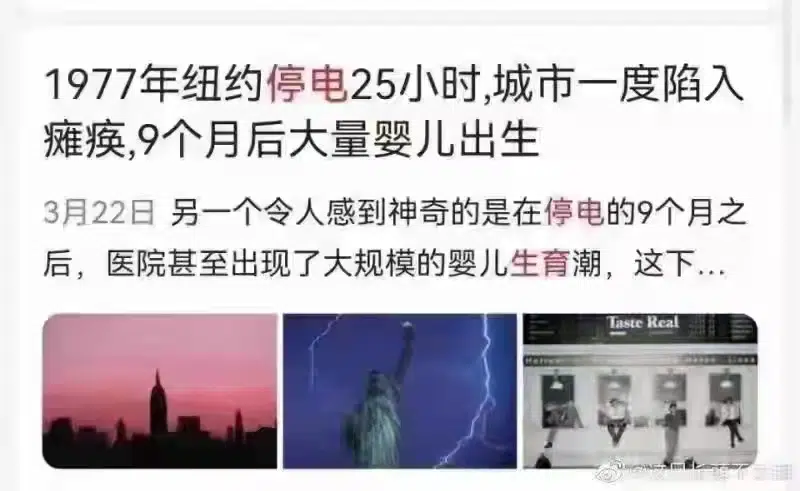 1977年纽约停电25小时,城市一度陷入
瘫痪,9个月后大量婴儿出生
3月22日 另一个令人感到神奇的是在停电的9个月之
后，医院甚至出现了大规模的婴儿生育潮，这下...
Taste Real